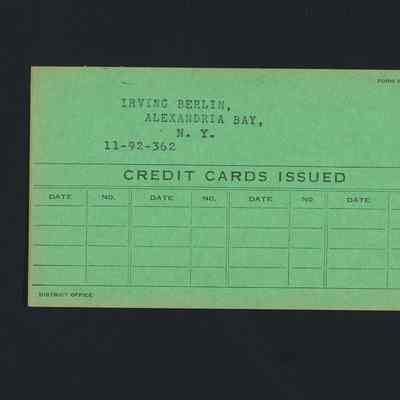 FORM
IRVING BERLIN,
ALEXANDRIA BAY,
N. Y.
11-92-362
CREDIT CARDS ISSUED
DATE NO. DATE NO. DATE NO. DATE
DISTRICT OFFICE